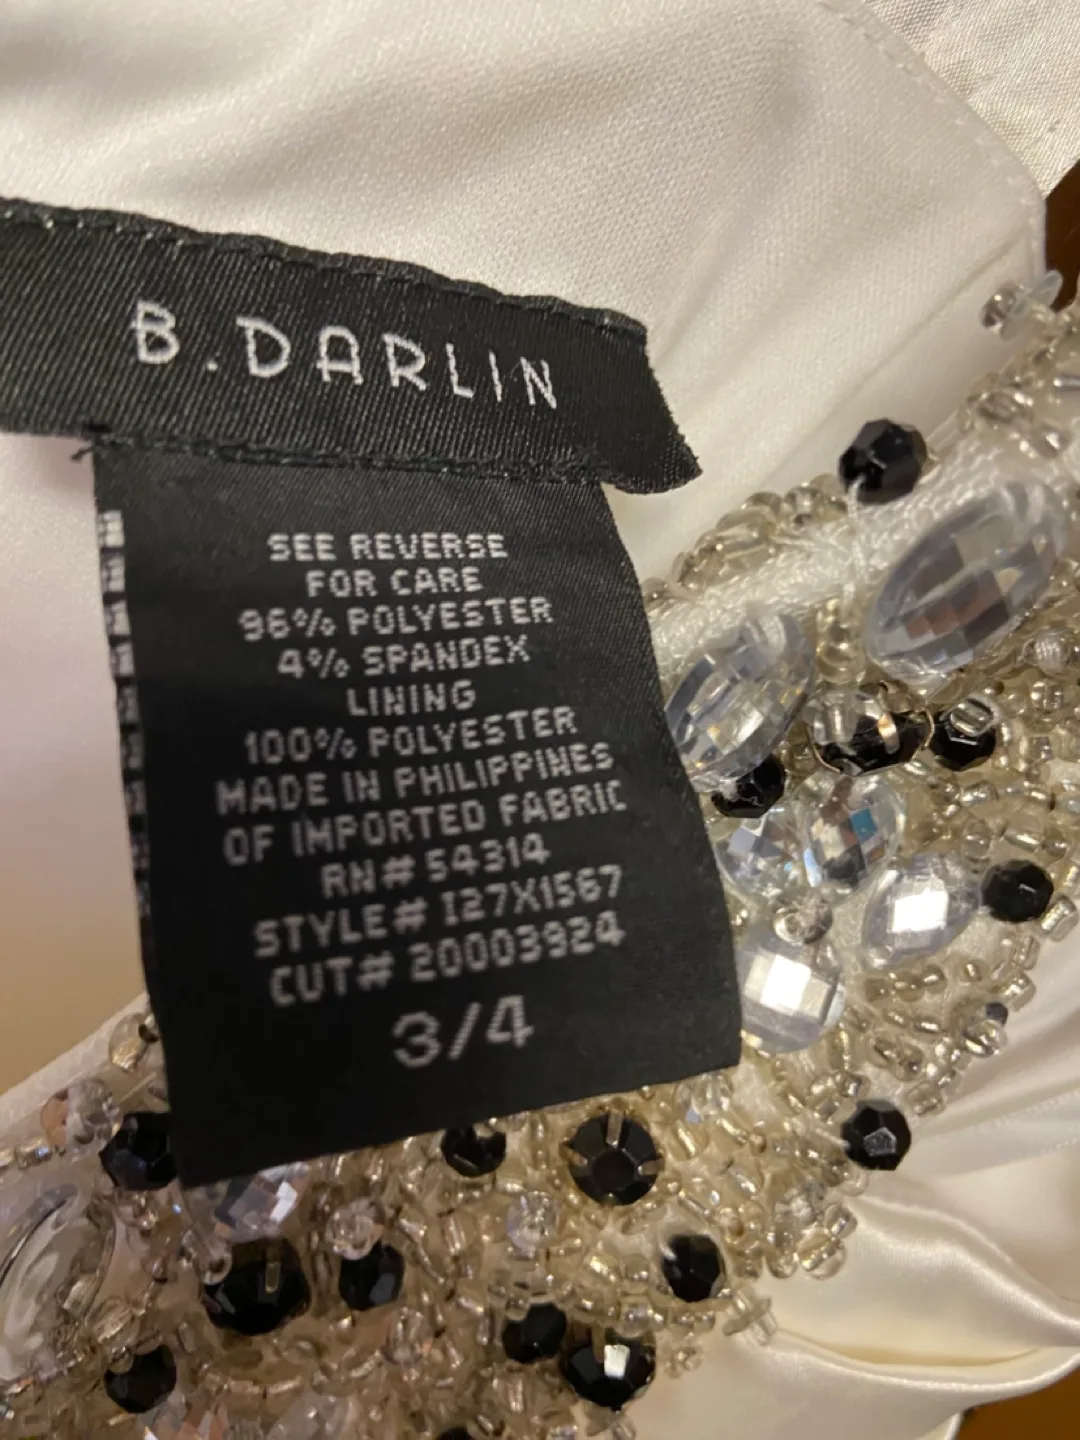 B.DARLIN
SEE REVERSE
FOR CARE
96% POLYESTER
4% SPANDEX
LINING
100% POLYESTER
MADE IN PHILIPPINES
OF IMPORTED FABRIC
RN# 54314
STYLE# I27X1567
CUT# 20003924
3/4